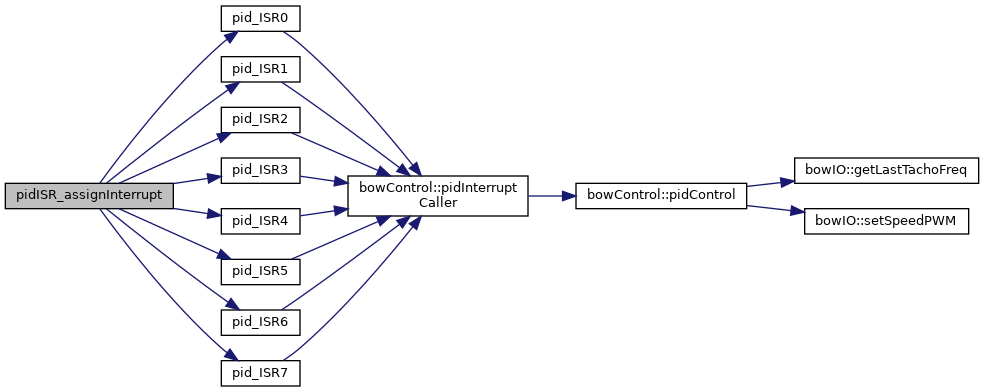 pid_ISR0
pid_ISR1
pid_ISR2
pid_ISR3
pidISR_assignInterrupt
pid_ISR4
pid_ISR5
pid_ISR6
pid_ISR7
bowControl::pidInterrupt
Caller
bowControl::pidControl
bowIO::getLastTachoFreq
bowIO::setSpeedPWM